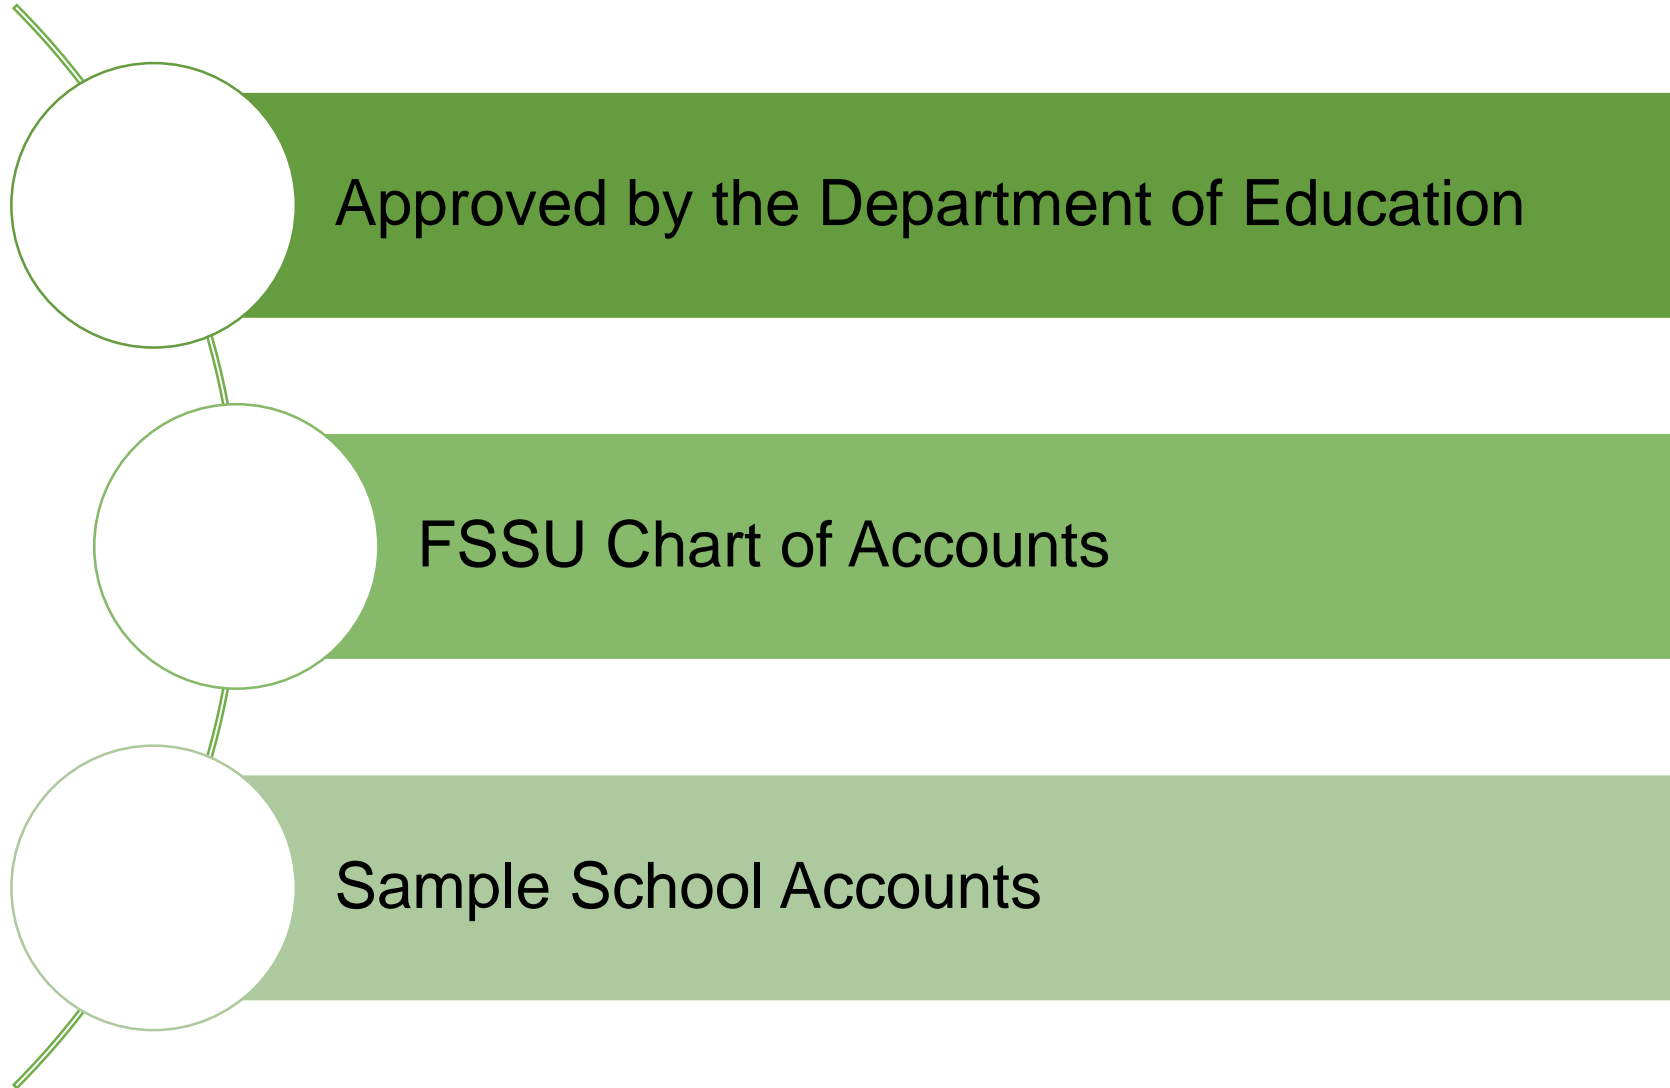 Approved by the Department of Education
FSSU Chart of Accounts
Sample School Accounts